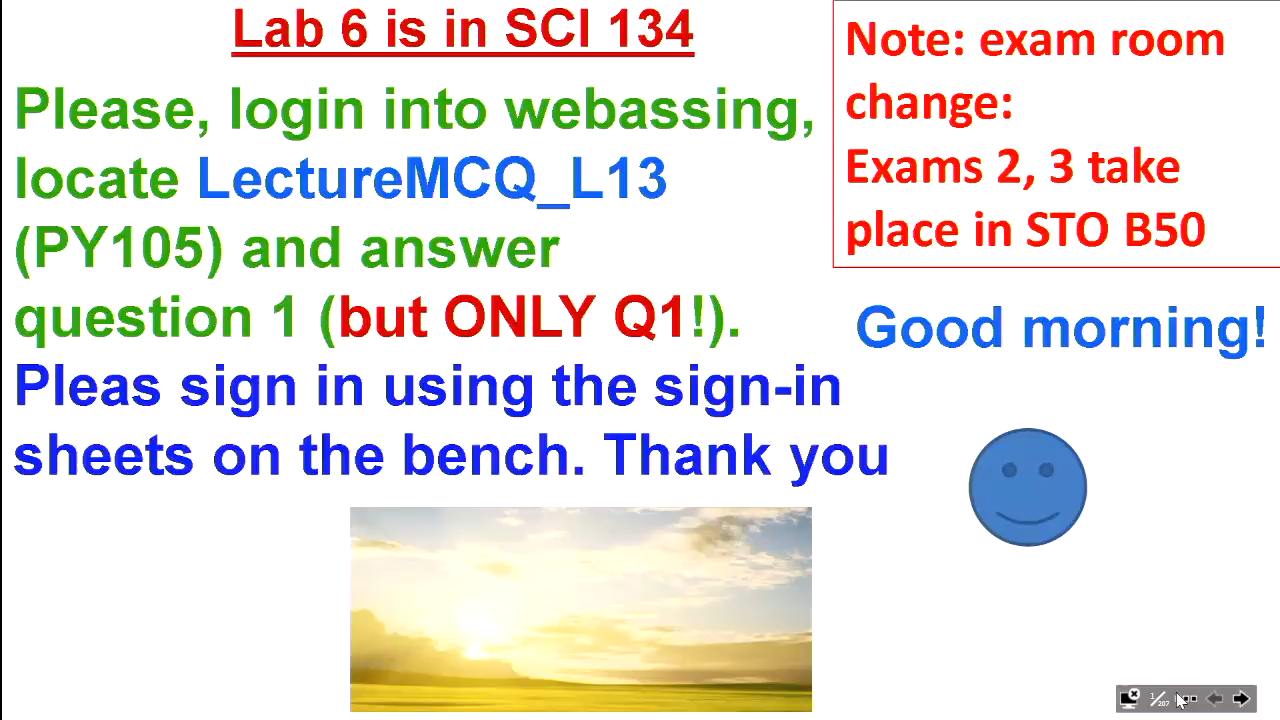 Lab 6 is in SCI 134
Please, login into webassing,
locate LectureMCQ_L13
(PY105) and answer
question 1 (but ONLY Q1!).
Pleas sign in using the sign-in
sheets on the bench. Thank you
Note: exam room
change:
Exams 2, 3 take
place in STO B50
Good morning!
1/207